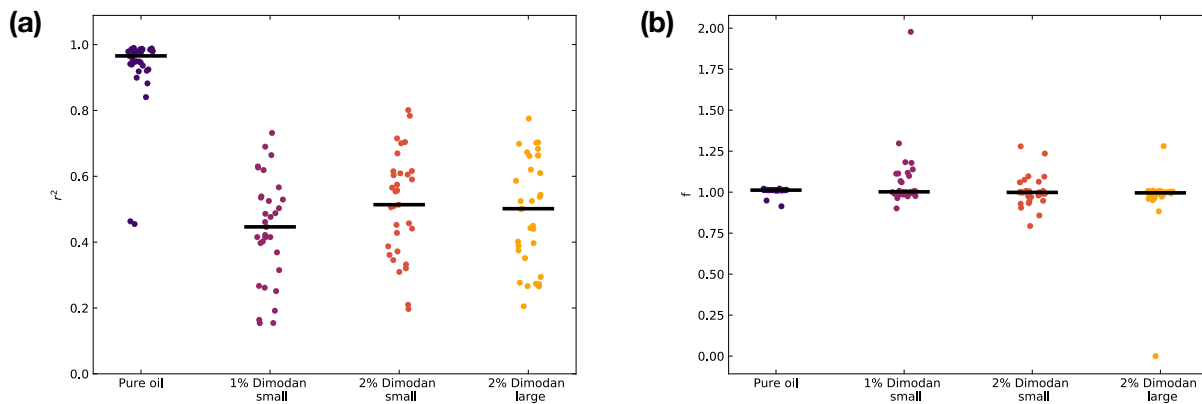 (a)
1.0
0.8
0.6
0.4
0.2
0.0
r²
Pure oil
1% Dimodan
small
2% Dimodan
small
2% Dimodan
large
(b)
2.00
1.75
1.50
1.25
1.00
0.75
0.50
0.25
0.00
f
Pure oil
1% Dimodan
small
2% Dimodan
small
2% Dimodan
large